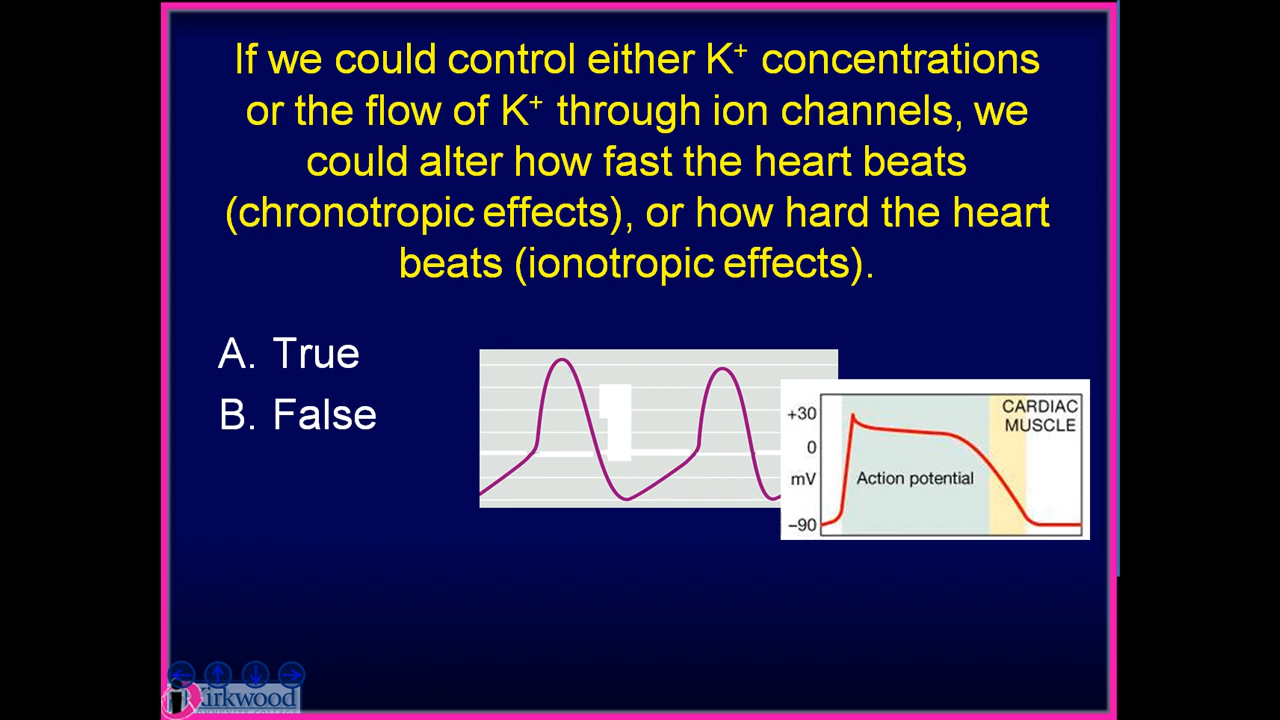 If we could control either K⁺ concentrations
or the flow of K⁺ through ion channels, we
could alter how fast the heart beats
(chronotropic effects), or how hard the heart
beats (ionotropic effects).
A. True
B. False
+30
0
mV
–90
CARDIAC
MUSCLE
Action potential
Kirkwood
COMMUNITY COLLEGE